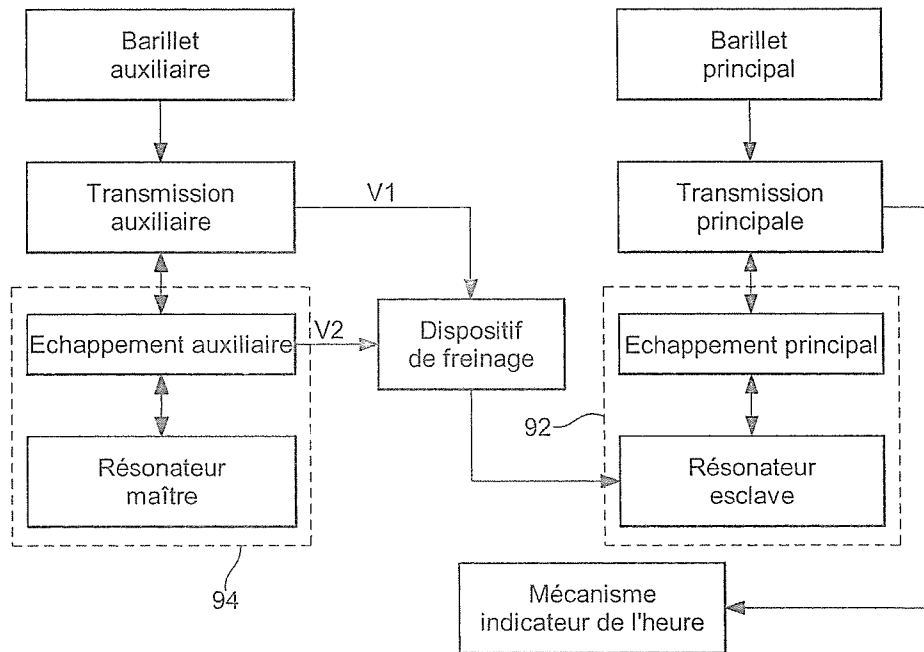 Barillet
auxiliaire
Barillet
principal
Transmission
auxiliaire
V1
Transmission
principale
Echappement auxiliaire
V2
Dispositif
de freinage
Echappement principal
92
Résonateur
maître
Résonateur
esclave
94
Mécanisme
indicateur de l'heure